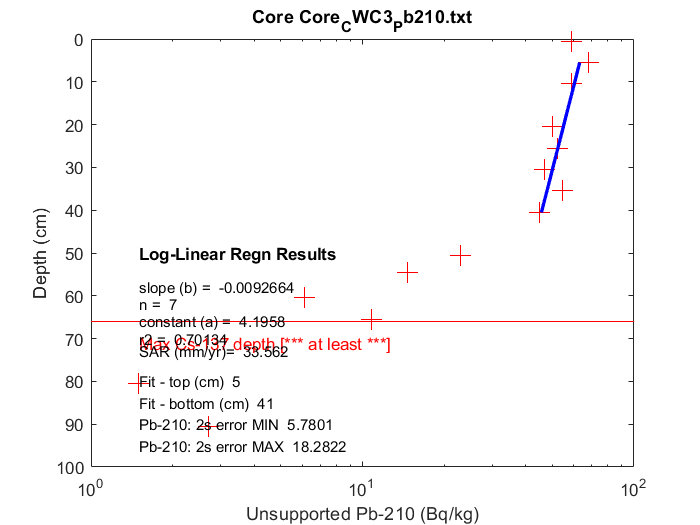 Core Core_CWC3_Pb210.txt
0
10
20
30
40
50
60
70
80
90
100
Depth (cm)
Log-Linear Regn Results
slope (b) = -0.0092664
n = 7
constant (a) = 4.1958
r2 = 0.70134
Max Cs-137 depth [*** at least ***]
SAR (mm/yr)= 33.562
Fit - top (cm) 5
Fit - bottom (cm) 41
Pb-210: 2s error MIN 5.7801
Pb-210: 2s error MAX 18.2822
10^0
10^1
10^2
Unsupported Pb-210 (Bq/kg)